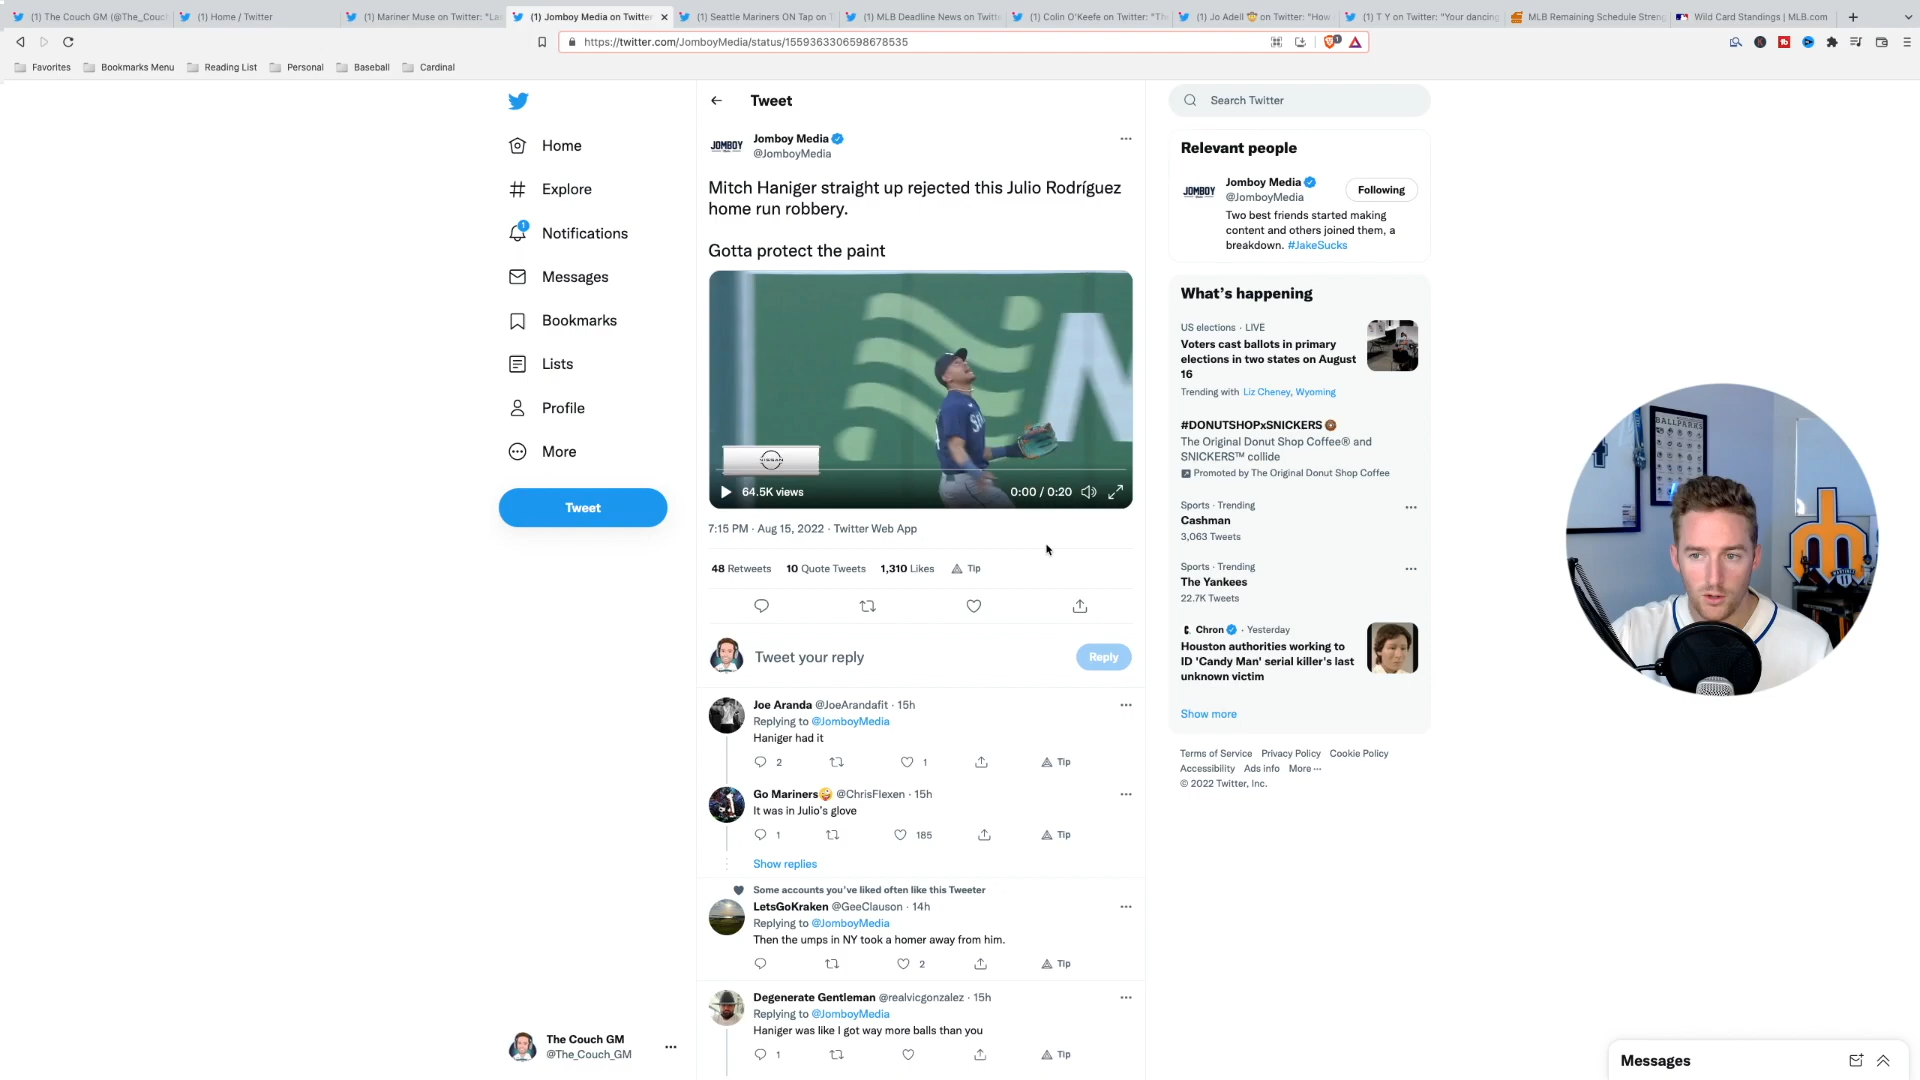 (1) The Couch GM (@The_Couch
(1) Home / Twitter
(1) Mariner Muse on Twitter: "Las
(1) Jomboy Media on Twitter
(1) Seattle Mariners ON Tap on T
(1) MLB Deadline News on Twitte
(1) Colin O'Keefe on Twitter: "Th
(1) Jo Adell on Twitter: "How
(1) T Y on Twitter: "Your dancing
MLB Remaining Schedule Streng
Wild Card Standings | MLB.com
https://twitter.com/JomboyMedia/status/1559363306598678535
Favorites
Bookmarks Menu
Reading List
Personal
Baseball
Cardinal
Home
Explore
1
Notifications
Messages
Bookmarks
Lists
Profile
More
Tweet
The Couch GM
@The_Couch_GM
Tweet
JOMBOY
Jomboy Media
@JomboyMedia
Mitch Haniger straight up rejected this Julio Rodríguez
home run robbery.
Gotta protect the paint
NISSAN
64.5K views
0:00 / 0:20
7:15 PM · Aug 15, 2022 · Twitter Web App
48 Retweets 10 Quote Tweets 1,310 Likes Tip
Tweet your reply
Reply
Joe Aranda @JoeArandafit · 15h
Replying to @JomboyMedia
Haniger had it
2 1 Tip
Go Mariners @ChrisFlexen · 15h
It was in Julio's glove
1 185 Tip
Show replies
Some accounts you've liked often like this Tweeter
LetsGoKraken @GeeClauson · 14h
Replying to @JomboyMedia
Then the umps in NY took a homer away from him.
2 Tip
Degenerate Gentleman @realvicgonzalez · 15h
Replying to @JomboyMedia
Haniger was like I got way more balls than you
1 Tip
Search Twitter
Relevant people
JOMBOY
Jomboy Media
@JomboyMedia
Following
Two best friends started making
content and others joined them, a
breakdown. #JakeSucks
What's happening
US elections · LIVE
Voters cast ballots in primary
elections in two states on August
16
Trending with Liz Cheney, Wyoming
#DONUTSHOPxSNICKERS
The Original Donut Shop Coffee® and
SNICKERS™ collide
Promoted by The Original Donut Shop Coffee
Sports · Trending
Cashman
3,063 Tweets
Sports · Trending
The Yankees
22.7K Tweets
Chron · Yesterday
Houston authorities working to
ID 'Candy Man' serial killer's last
unknown victim
Show more
Terms of Service Privacy Policy Cookie Policy
Accessibility Ads info More ···
© 2022 Twitter, Inc.
BALLPARKS
Messages